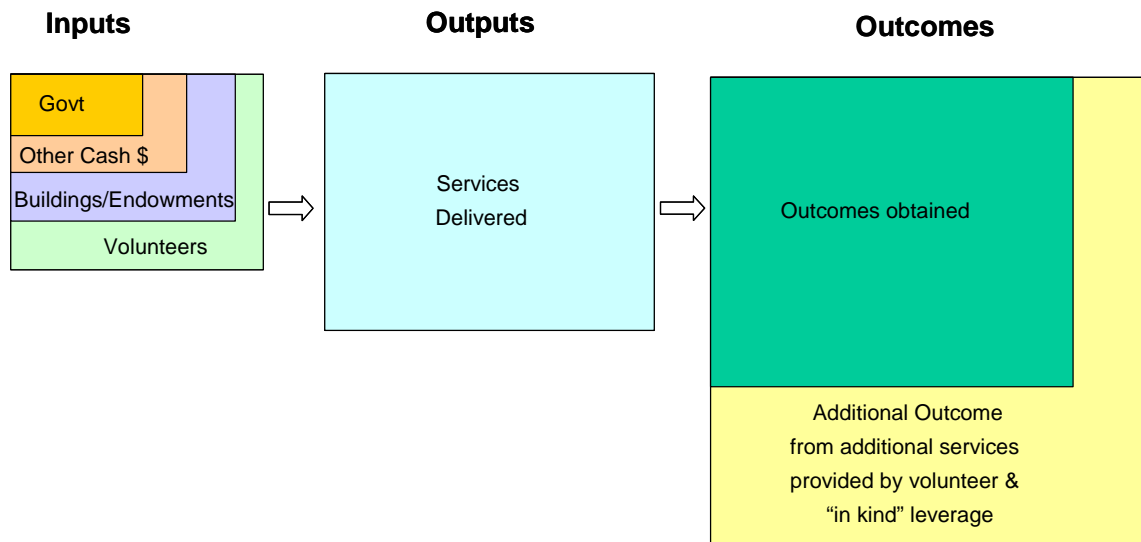 Inputs
Outputs
Outcomes
Govt
Other Cash $
Buildings/Endowments
Volunteers
Services
Delivered
Outcomes obtained
Additional Outcome
from additional services
provided by volunteer &
“in kind” leverage